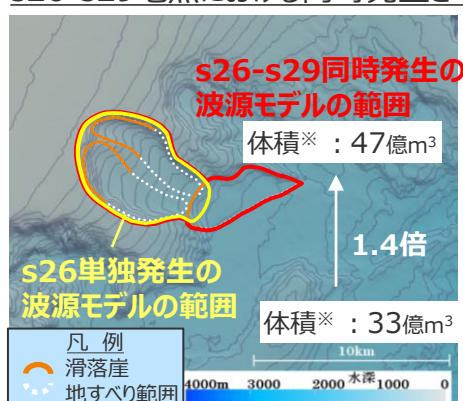 s26-s29同時発生の
波源モデルの範囲
体積※ ：47億m³
1.4倍
s26単独発生の
波源モデルの範囲
体積※ ：33億m³
凡 例
滑落崖
地すべり範囲
10km
4000m 3000 2000 水深 1000 0